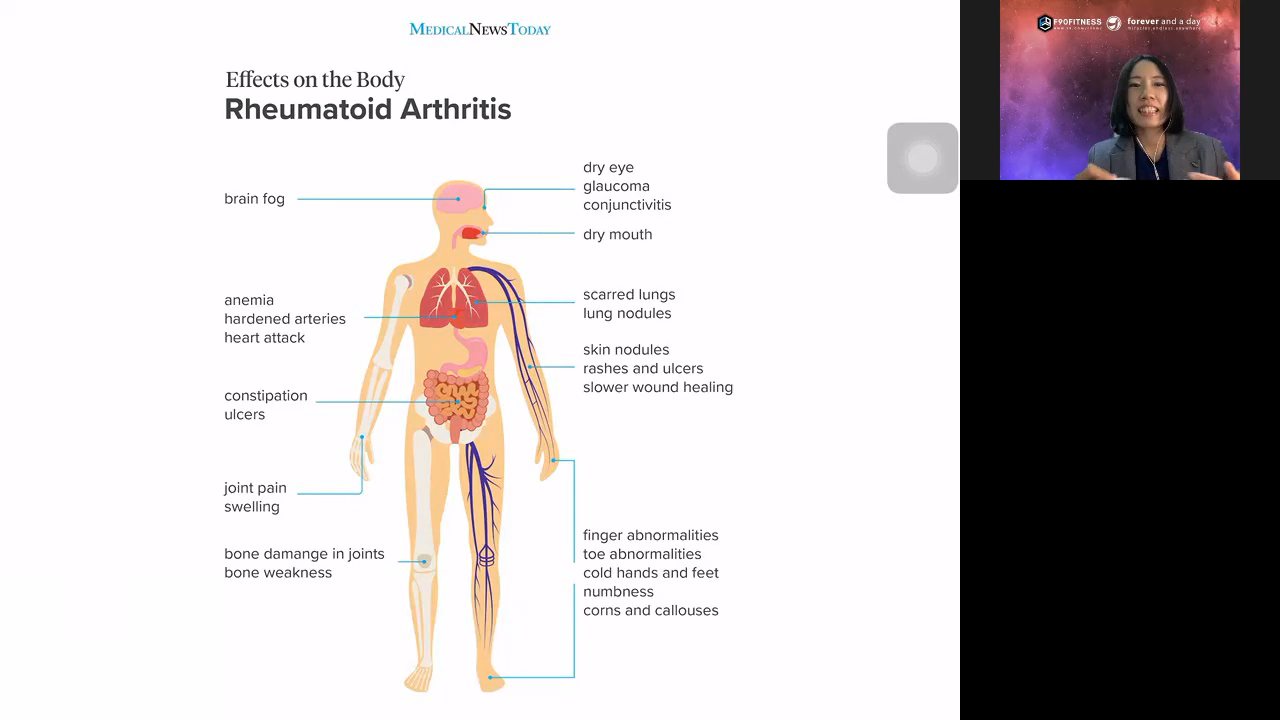 MEDICALNEWSTODAY
Effects on the Body
Rheumatoid Arthritis
brain fog
anemia
hardened arteries
heart attack
constipation
ulcers
joint pain
swelling
bone damange in joints
bone weakness
dry eye
glaucoma
conjunctivitis
dry mouth
scarred lungs
lung nodules
skin nodules
rashes and ulcers
slower wound healing
finger abnormalities
toe abnormalities
cold hands and feet
numbness
corns and callouses
F90FITNESS
forever and a day